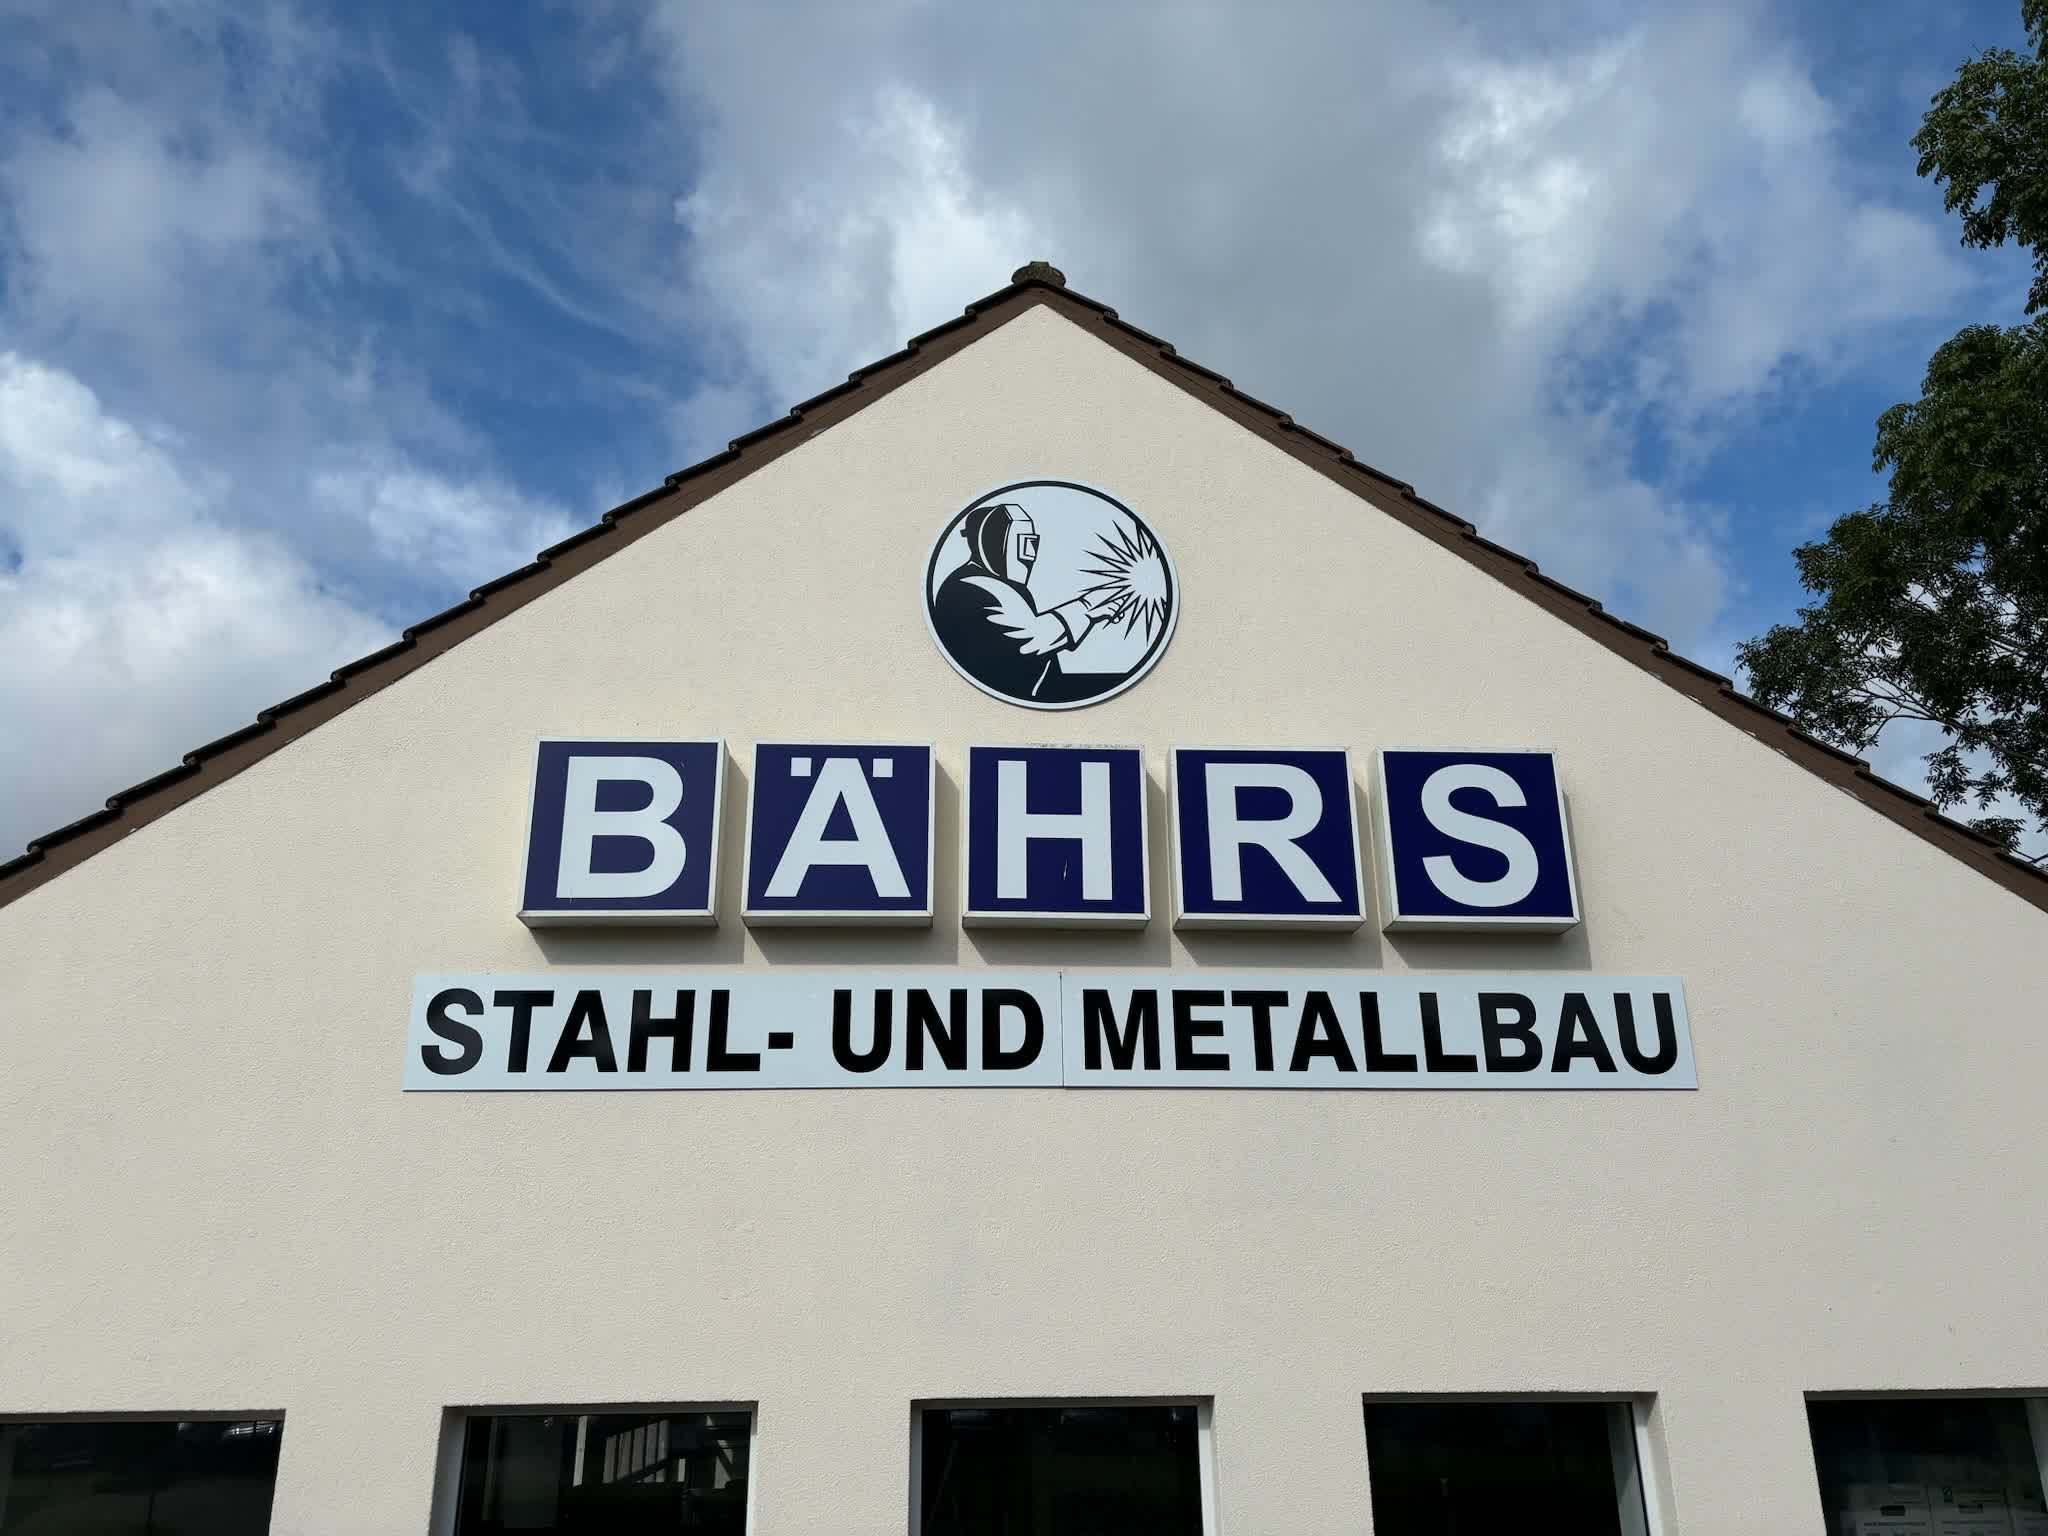 BÄHRS
STAHL- UND METALLBAU